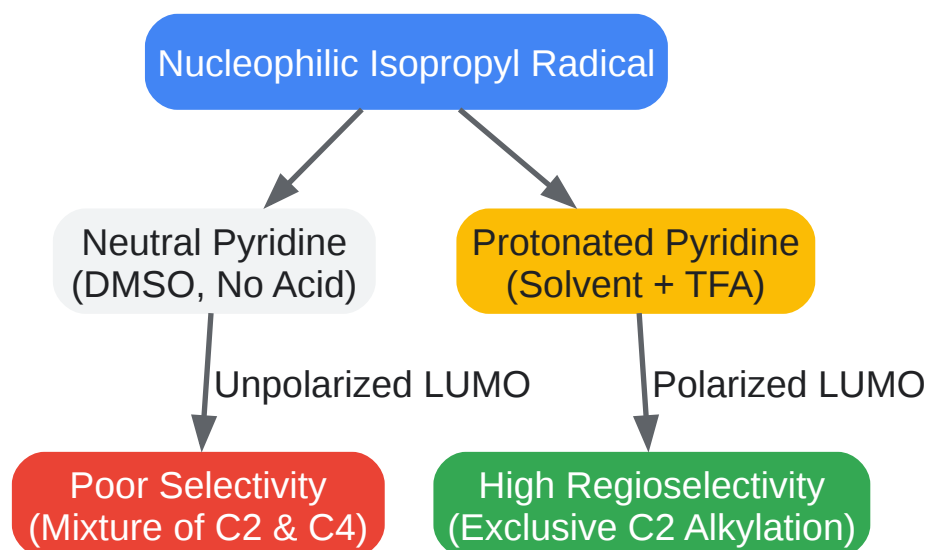 Nucleophilic Isopropyl Radical
Neutral Pyridine
(DMSO, No Acid)
Protonated Pyridine
(Solvent + TFA)
Unpolarized LUMO
Polarized LUMO
Poor Selectivity
(Mixture of C2 & C4)
High Regioselectivity
(Exclusive C2 Alkylation)